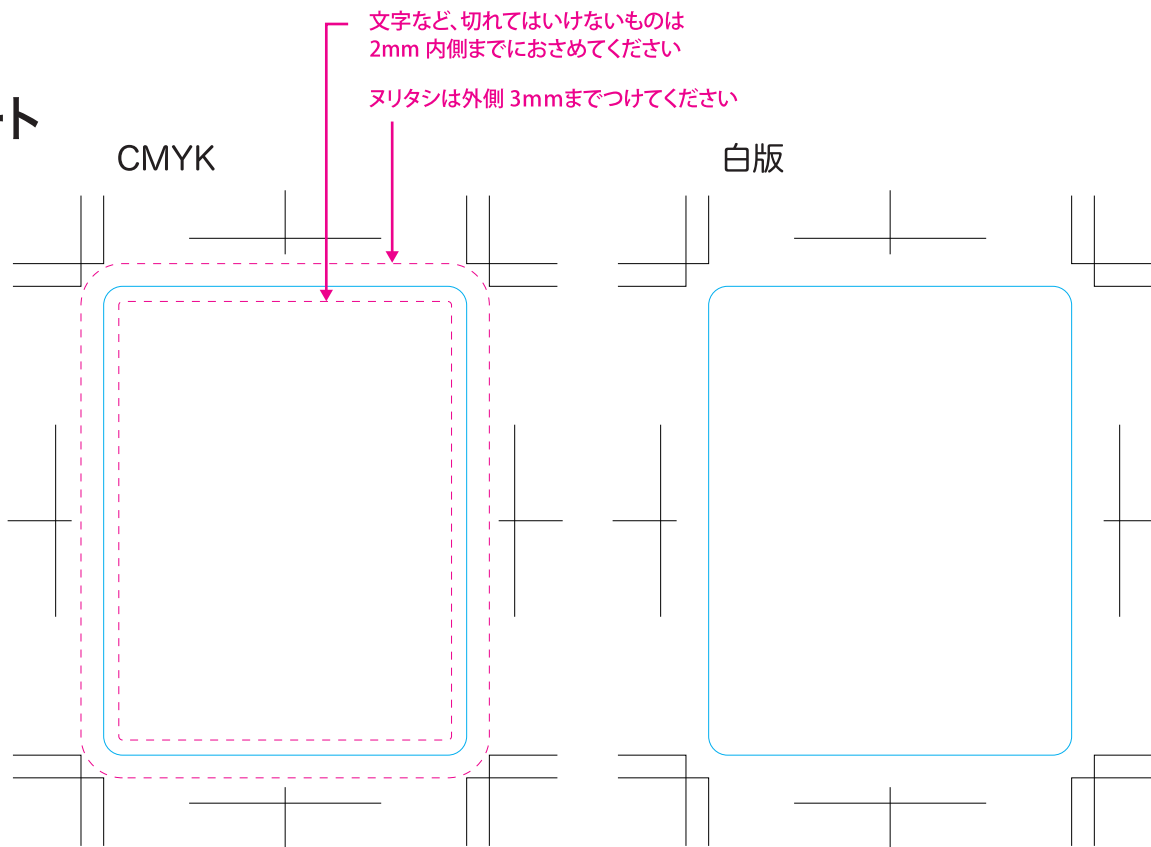 文字など、切れてはいけないものは
2mm 内側までにおさめてください
ヌリタシは外側 3mmまでつけてください
ート
CMYK
白版